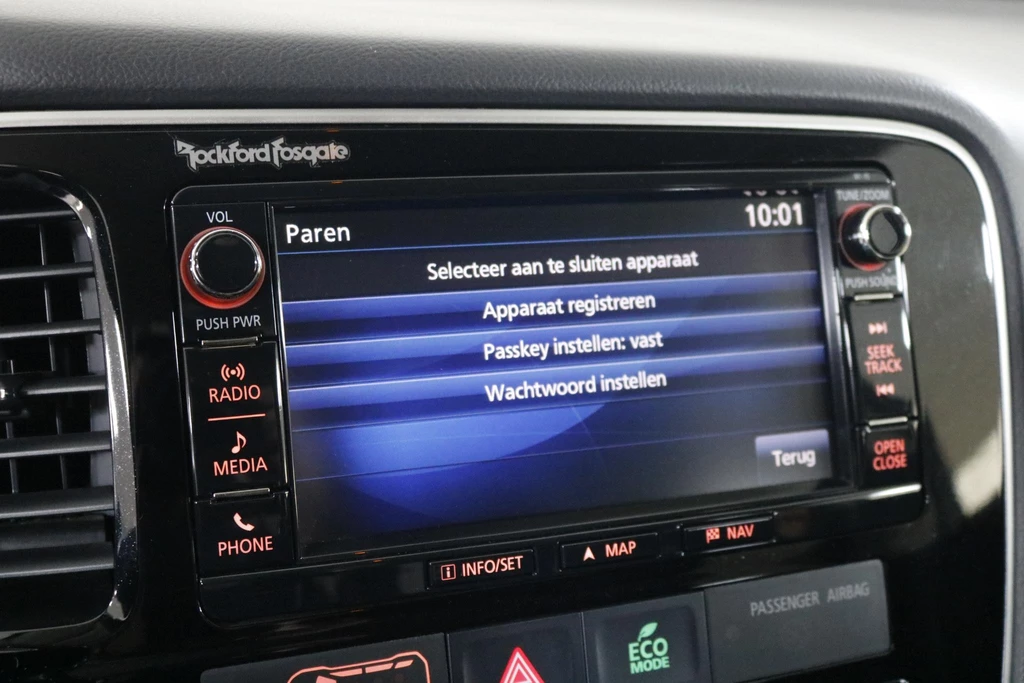 Rockford Fosgate
VOL
PUSH PWR
RADIO
MEDIA
PHONE
Paren
10:01
Selecteer aan te sluiten apparaat
Apparaat registreren
Passkey instellen: vast
Wachtwoord instellen
Terug
TUNE/ZOOM
PUSH SOUND
SEEK
TRACK
OPEN
CLOSE
INFO/SET
MAP
NAV
ECO
MODE
PASSENGER AIRBAG